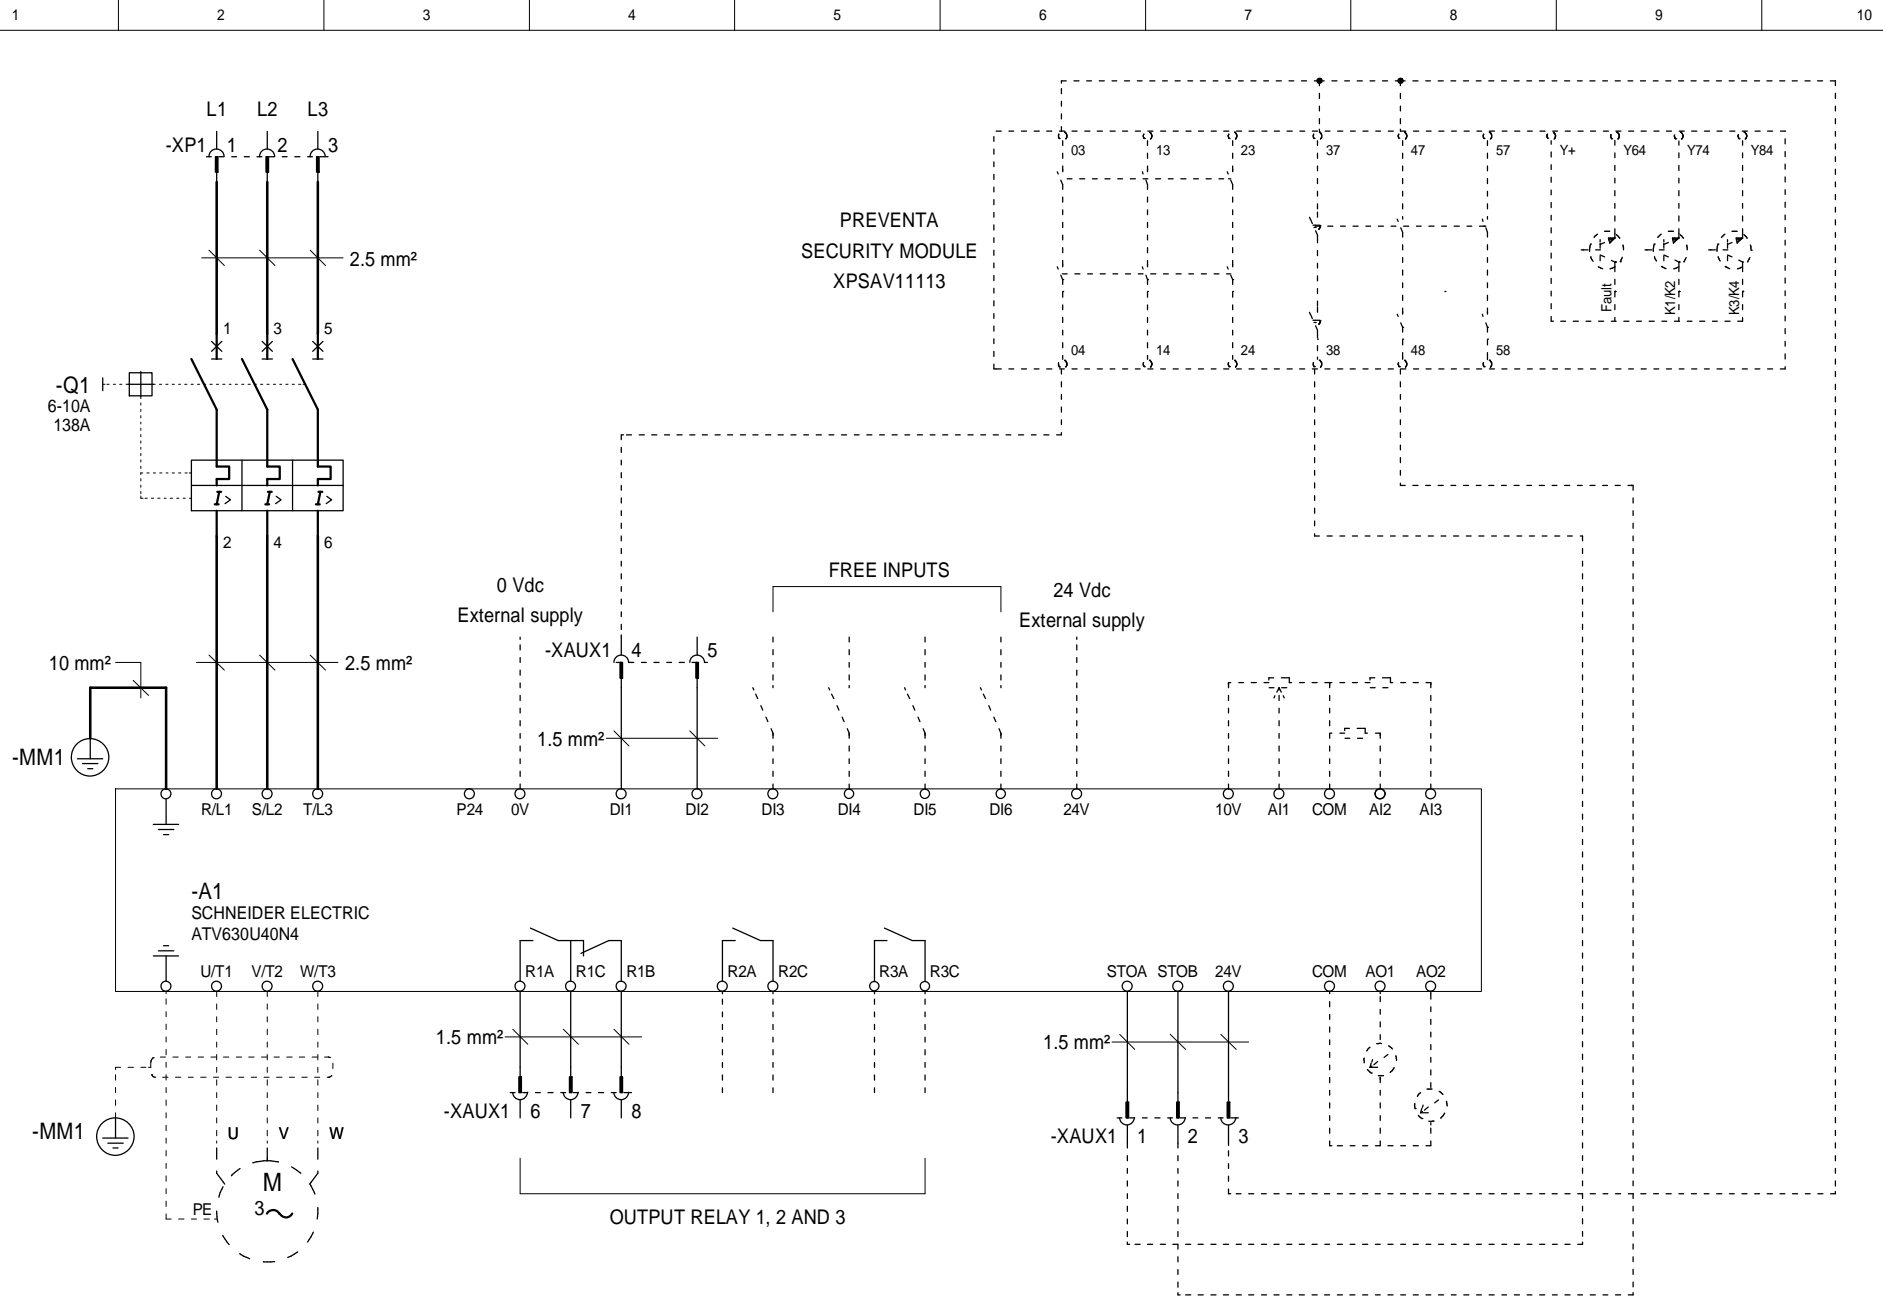 1 2 3 4 5 6 7 8 9 10
L1 L2 L3
-XP1 1 2 3
03 13 23 37 47 57 Y+ Y64 Y74 Y84
PREVENTA
SECURITY MODULE
XPSAV11113
2.5 mm²
Fault K1/K2 K3/K4
1 3 5
04 14 24 38 48 58
-Q1
6-10A
138A
I> I> I>
2 4 6
FREE INPUTS
0 Vdc
External supply
24 Vdc
External supply
-XAUX1 4 5
10 mm²
2.5 mm²
1.5 mm²
-MM1
R/L1 S/L2 T/L3 P24 0V DI1 DI2 DI3 DI4 DI5 DI6 24V 10V AI1 COM AI2 AI3
-A1
SCHNEIDER ELECTRIC
ATV630U40N4
U/T1 V/T2 W/T3 R1A R1C R1B R2A R2C R3A R3C STOA STOB 24V COM AO1 AO2
1.5 mm²
1.5 mm²
-XAUX1 6 7 8
-XAUX1 1 2 3
-MM1
U V W
M
3
PE
OUTPUT RELAY 1, 2 AND 3